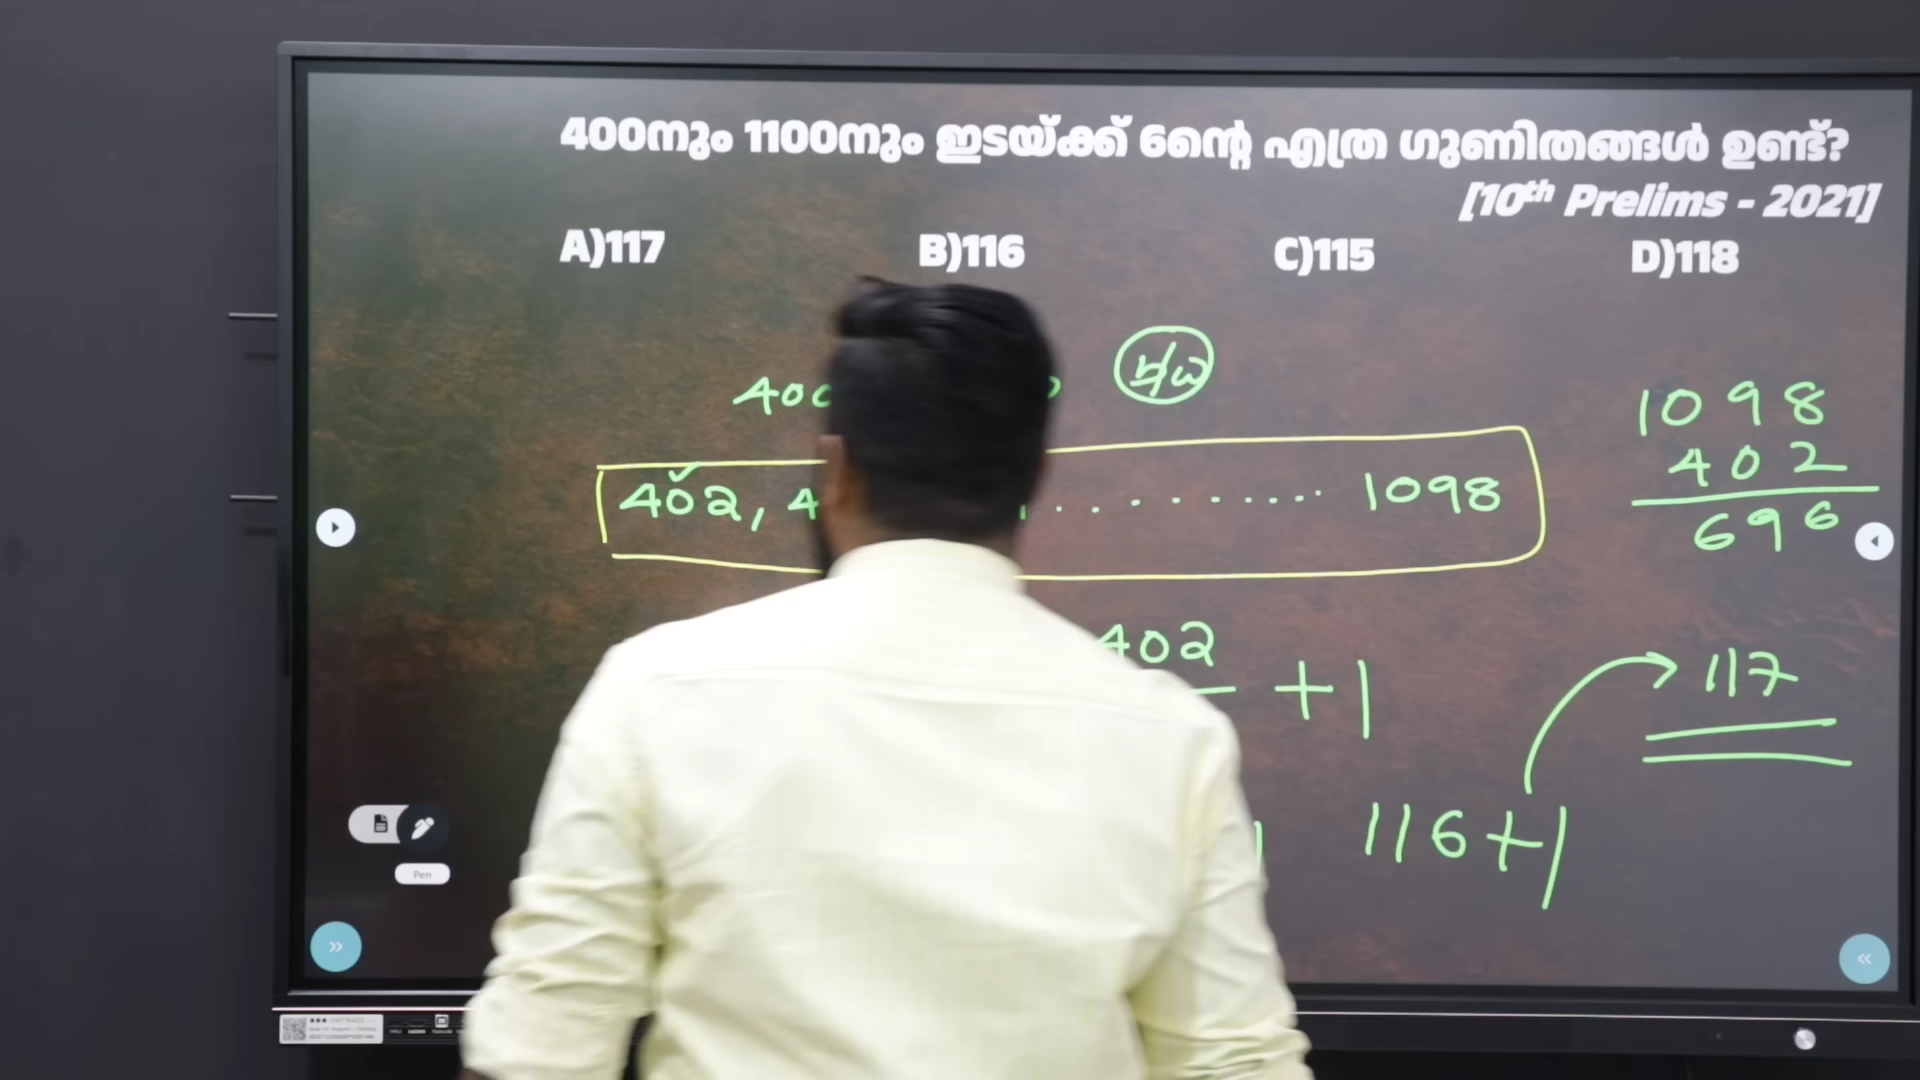 400നും 1100നും ഇടയ്ക്ക് 6ന്റെ എത്ര ഗുണിതങ്ങൾ ഉണ്ട്?
[10th Prelims - 2021]
A)117 B)116 C)115 D)118
400
402, 4 . . . . . . . . . . 1098
1098
402
696
402
+1
117
116+1
Pen